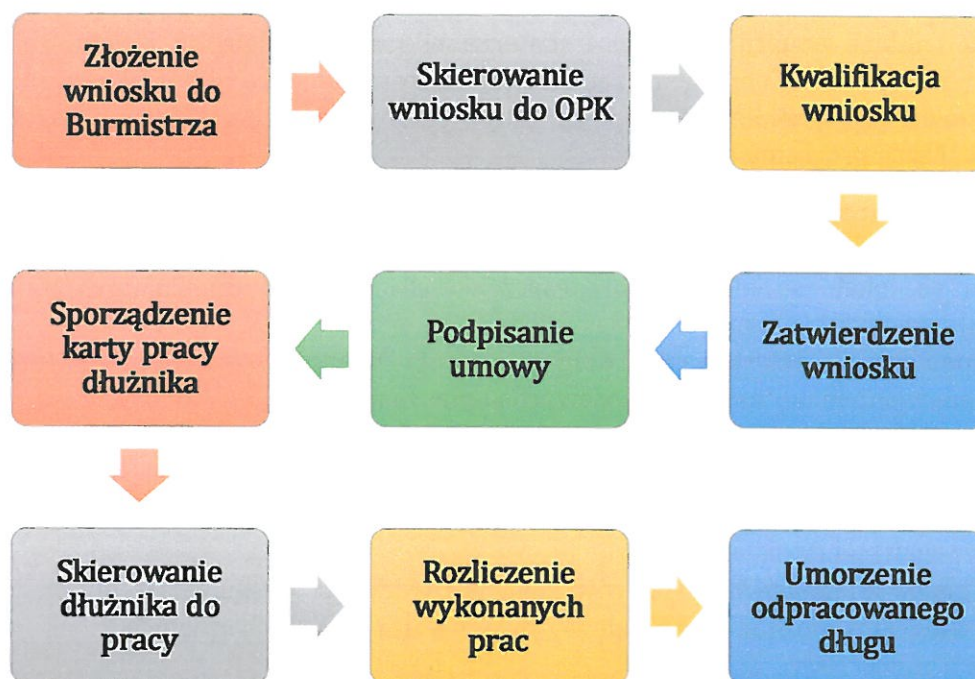 Złożenie
wniosku do
Burmistrza
Skierowanie
wniosku do OPK
Kwalifikacja
wniosku
Zatwierdzenie
wniosku
Podpisanie
umowy
Sporządzenie
karty pracy
dłużnika
Skierowanie
dłużnika do
pracy
Rozliczenie
wykonanych
prac
Umorzenie
odpracowanego
długu